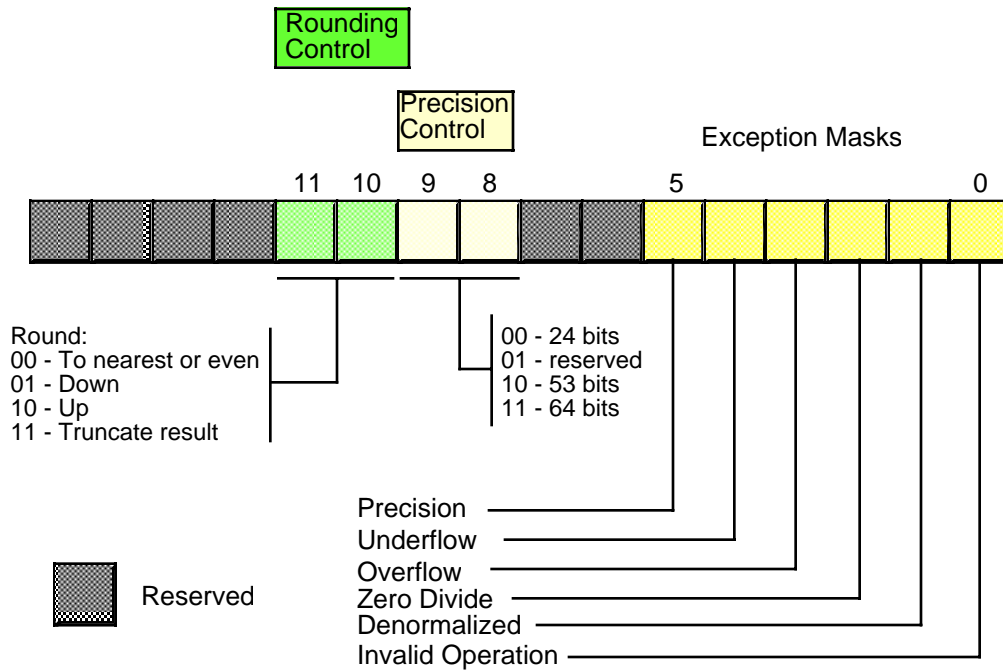 Rounding
Control
Precision
Control
Exception Masks
11 10 9 8 5 0
Round:
00 - To nearest or even
01 - Down
10 - Up
11 - Truncate result
00 - 24 bits
01 - reserved
10 - 53 bits
11 - 64 bits
Precision
Underflow
Overflow
Zero Divide
Denormalized
Invalid Operation
Reserved